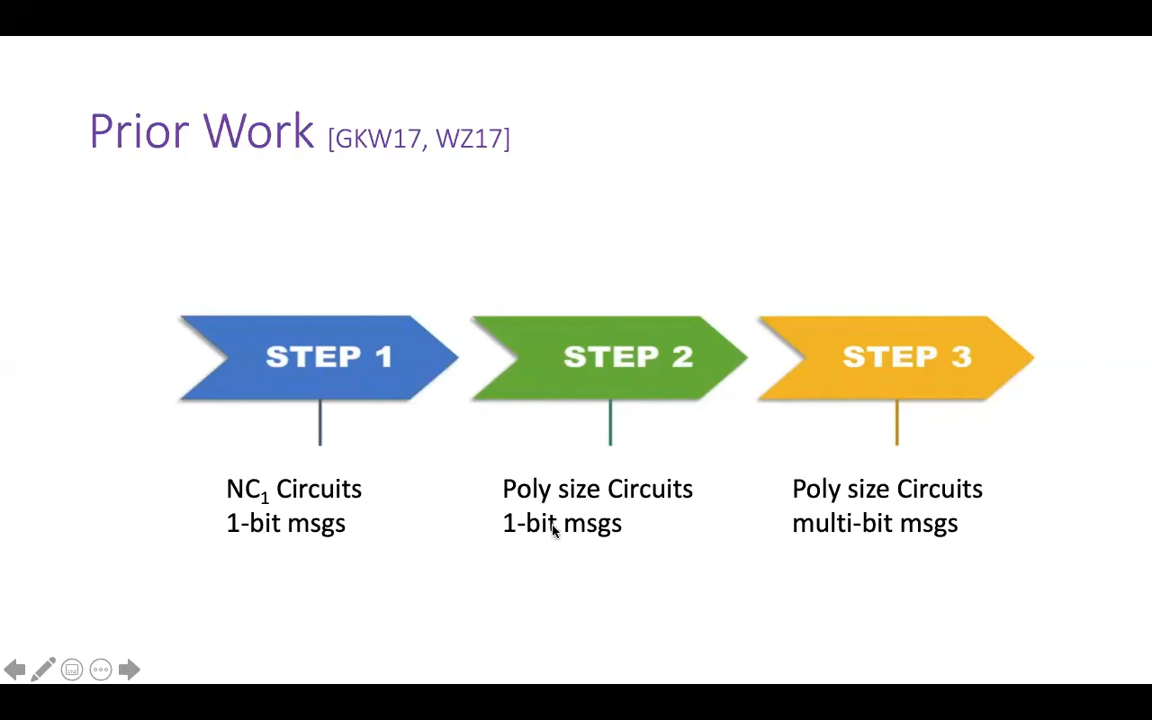 Prior Work [GKW17, WZ17]
STEP 1
STEP 2
STEP 3
NC₁ Circuits
1-bit msgs
Poly size Circuits
1-bit msgs
Poly size Circuits
multi-bit msgs